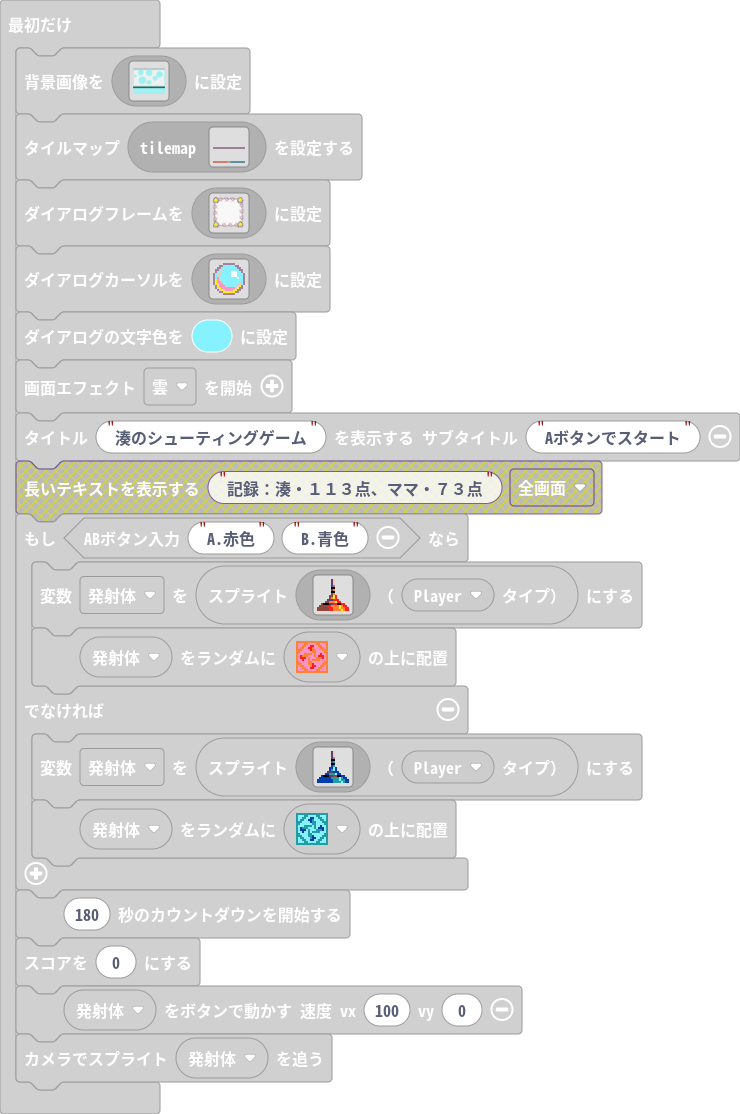 最初だけ
背景画像を に設定
タイルマップ tilemap を設定する
ダイアログフレームを に設定
ダイアログカーソルを に設定
ダイアログの文字色を に設定
画面エフェクト 雲 を開始
タイトル "湊のシューティングゲーム" を表示する サブタイトル "Aボタンでスタート"
長いテキストを表示する "記録：湊・１１３点、ママ・７３点" 全画面
もし ABボタン入力 "A.赤色" "B.青色" なら
変数 発射体 を スプライト ( Player タイプ) にする
発射体 をランダムに の上に配置
でなければ
変数 発射体 を スプライト ( Player タイプ) にする
発射体 をランダムに の上に配置
180 秒のカウントダウンを開始する
スコアを 0 にする
発射体 をボタンで動かす 速度 vx 100 vy 0
カメラでスプライト 発射体 を追う